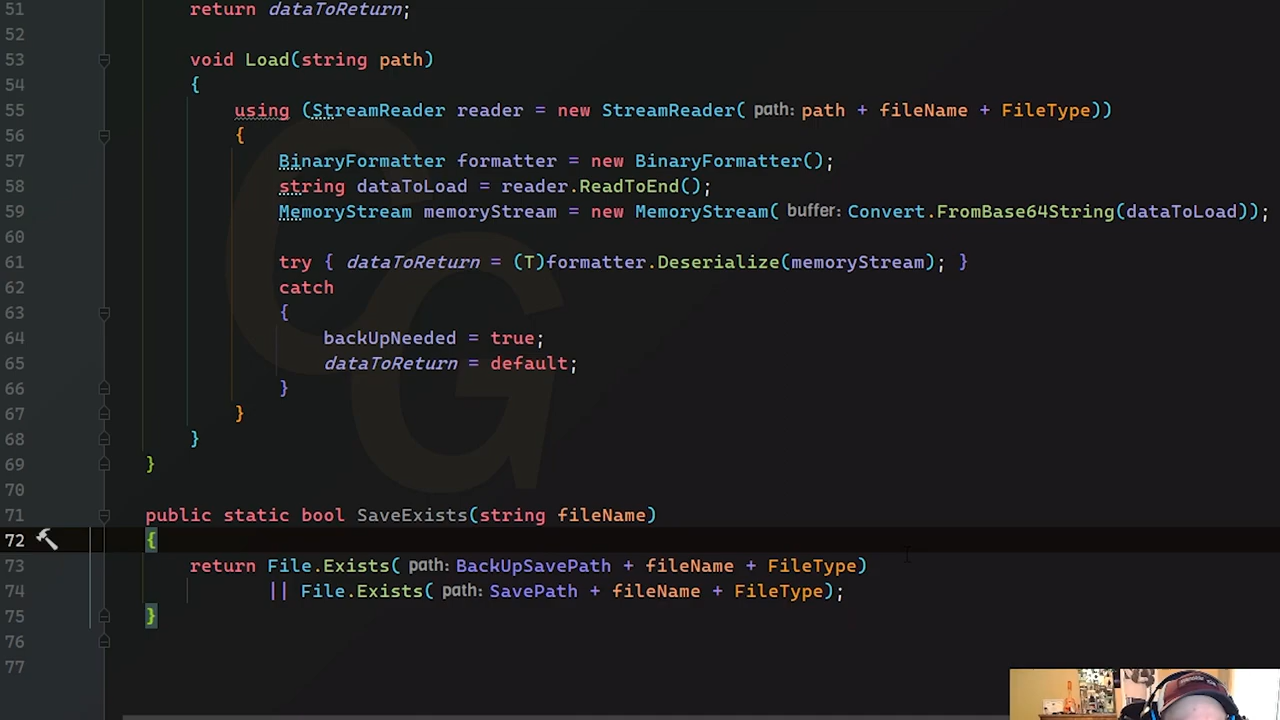 51 return dataToReturn;
52
53 void Load(string path)
54 {
55 using (StreamReader reader = new StreamReader( path: path + fileName + FileType))
56 {
57 BinaryFormatter formatter = new BinaryFormatter();
58 string dataToLoad = reader.ReadToEnd();
59 MemoryStream memoryStream = new MemoryStream( buffer: Convert.FromBase64String(dataToLoad));
60
61 try { dataToReturn = (T)formatter.Deserialize(memoryStream); }
62 catch
63 {
64 backUpNeeded = true;
65 dataToReturn = default;
66 }
67 }
68 }
69 }
70
71 public static bool SaveExists(string fileName)
72 {
73 return File.Exists( path: BackUpSavePath + fileName + FileType)
74 || File.Exists( path: SavePath + fileName + FileType);
75 }
76
77
CG